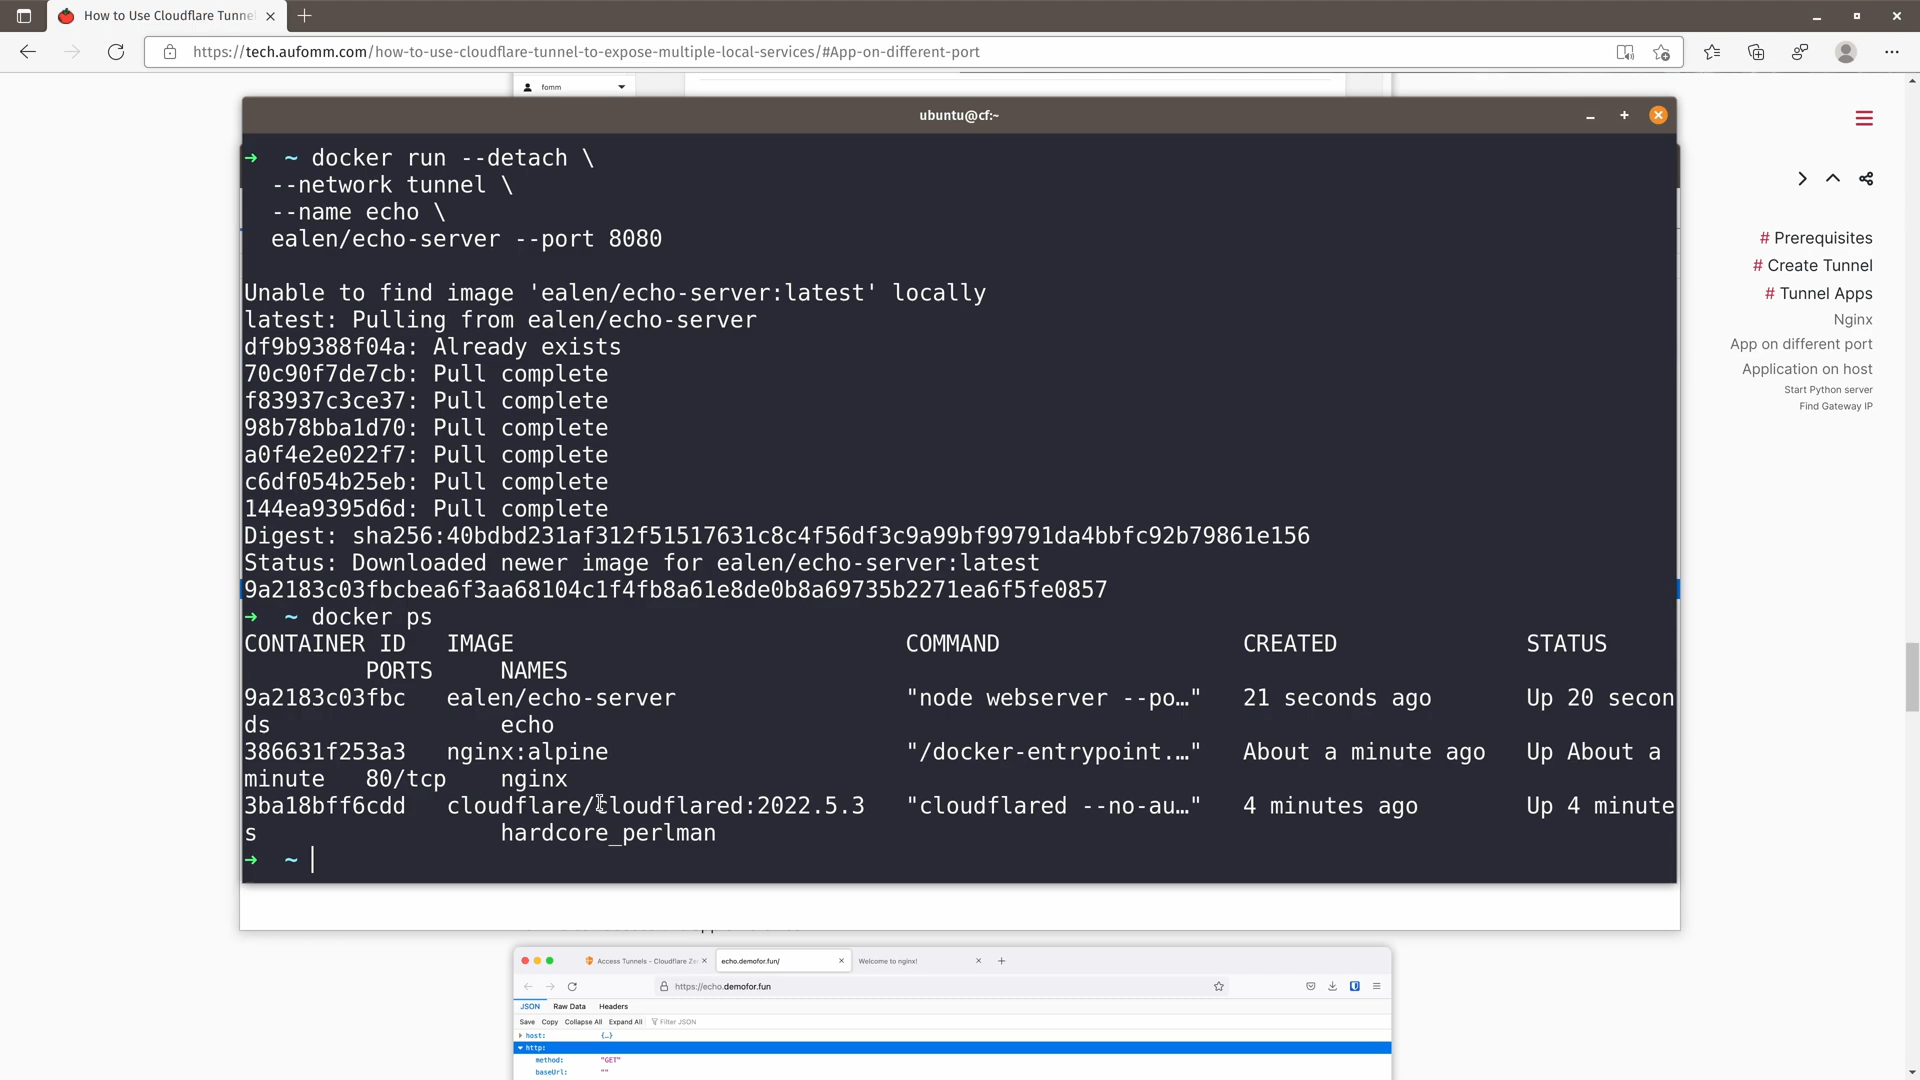 How to Use Cloudflare Tunne
https://tech.aufomm.com/how-to-use-cloudflare-tunnel-to-expose-multiple-local-services/#App-on-different-port
fomm
ubuntu@cf:~
➜ ~ docker run --detach \
--network tunnel \
--name echo \
ealen/echo-server --port 8080
Unable to find image 'ealen/echo-server:latest' locally
latest: Pulling from ealen/echo-server
df9b9388f04a: Already exists
70c90f7de7cb: Pull complete
f83937c3ce37: Pull complete
98b78bba1d70: Pull complete
a0f4e2e022f7: Pull complete
c6df054b25eb: Pull complete
144ea9395d6d: Pull complete
Digest: sha256:40bdbd231af312f51517631c8c4f56df3c9a99bf99791da4bbfc92b79861e156
Status: Downloaded newer image for ealen/echo-server:latest
9a2183c03fbcbea6f3aa68104c1f4fb8a61e8de0b8a69735b2271ea6f5fe0857
➜ ~ docker ps
CONTAINER ID IMAGE COMMAND CREATED STATUS
PORTS NAMES
9a2183c03fbc ealen/echo-server "node webserver --po…" 21 seconds ago Up 20 secon
ds echo
386631f253a3 nginx:alpine "/docker-entrypoint.…" About a minute ago Up About a
minute 80/tcp nginx
3ba18bff6cdd cloudflare/cloudflared:2022.5.3 "cloudflared --no-au…" 4 minutes ago Up 4 minute
s hardcore_perlman
➜ ~
# Prerequisites
# Create Tunnel
# Tunnel Apps
Nginx
App on different port
Application on host
Start Python server
Find Gateway IP
Access Tunnels - Cloudflare Ze
echo.demofor.fun/
Welcome to nginx!
https://echo.demofor.fun
JSON Raw Data Headers
Save Copy Collapse All Expand All Filter JSON
host: {…}
http:
method: "GET"
baseUrl: ""